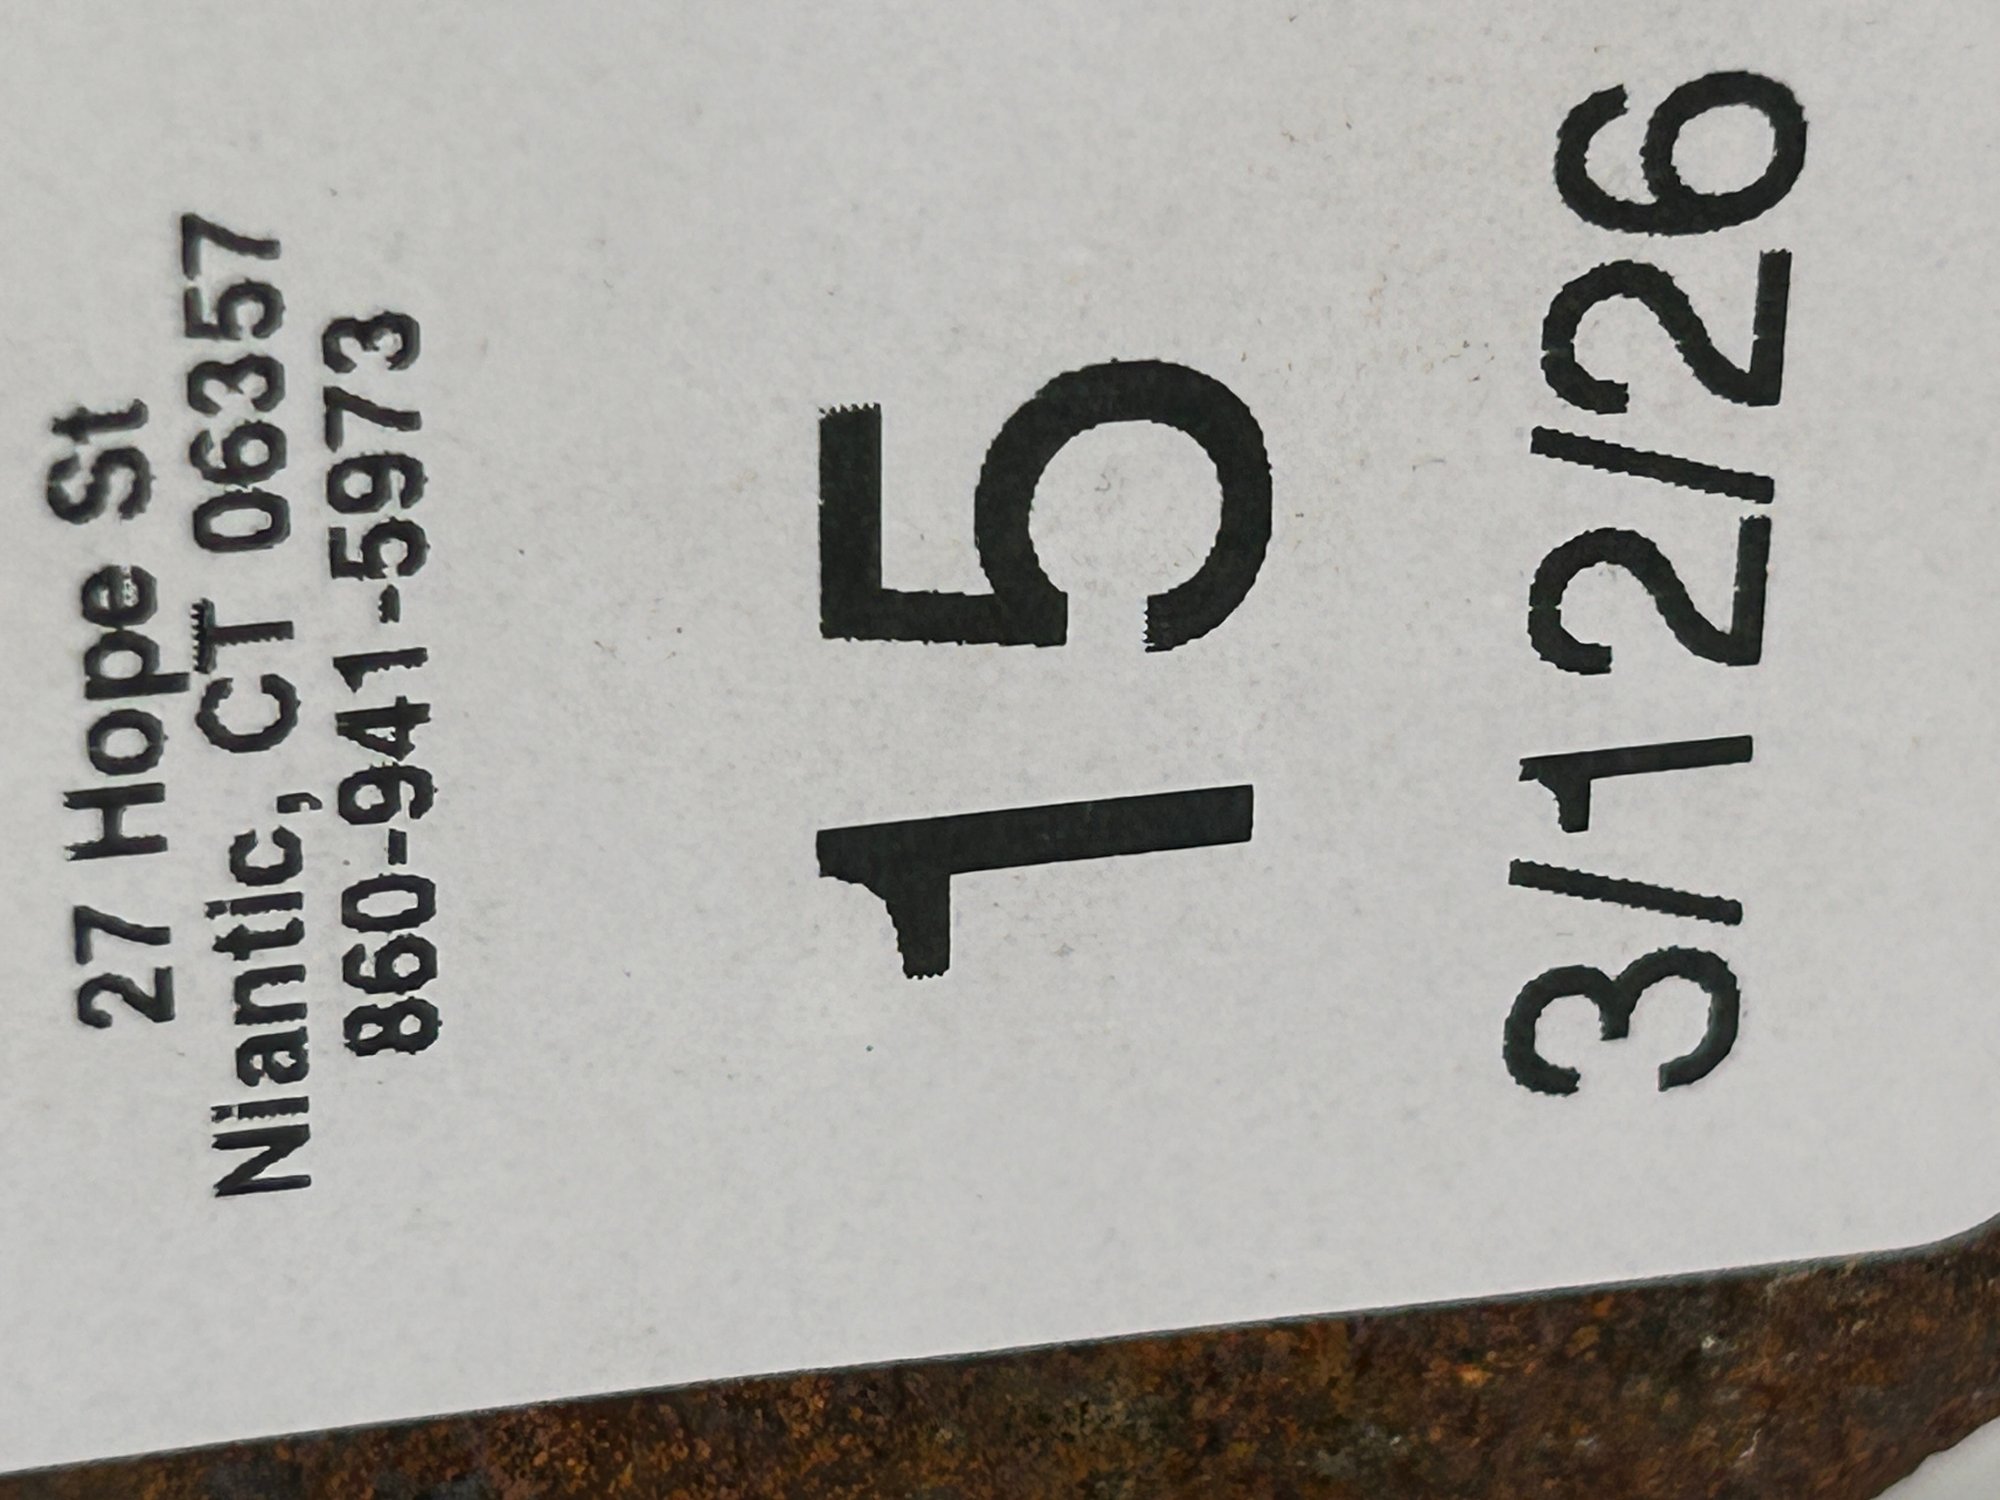 27 Hope St
Niantic, CT 06357
860-941-5973
15
3/12/26